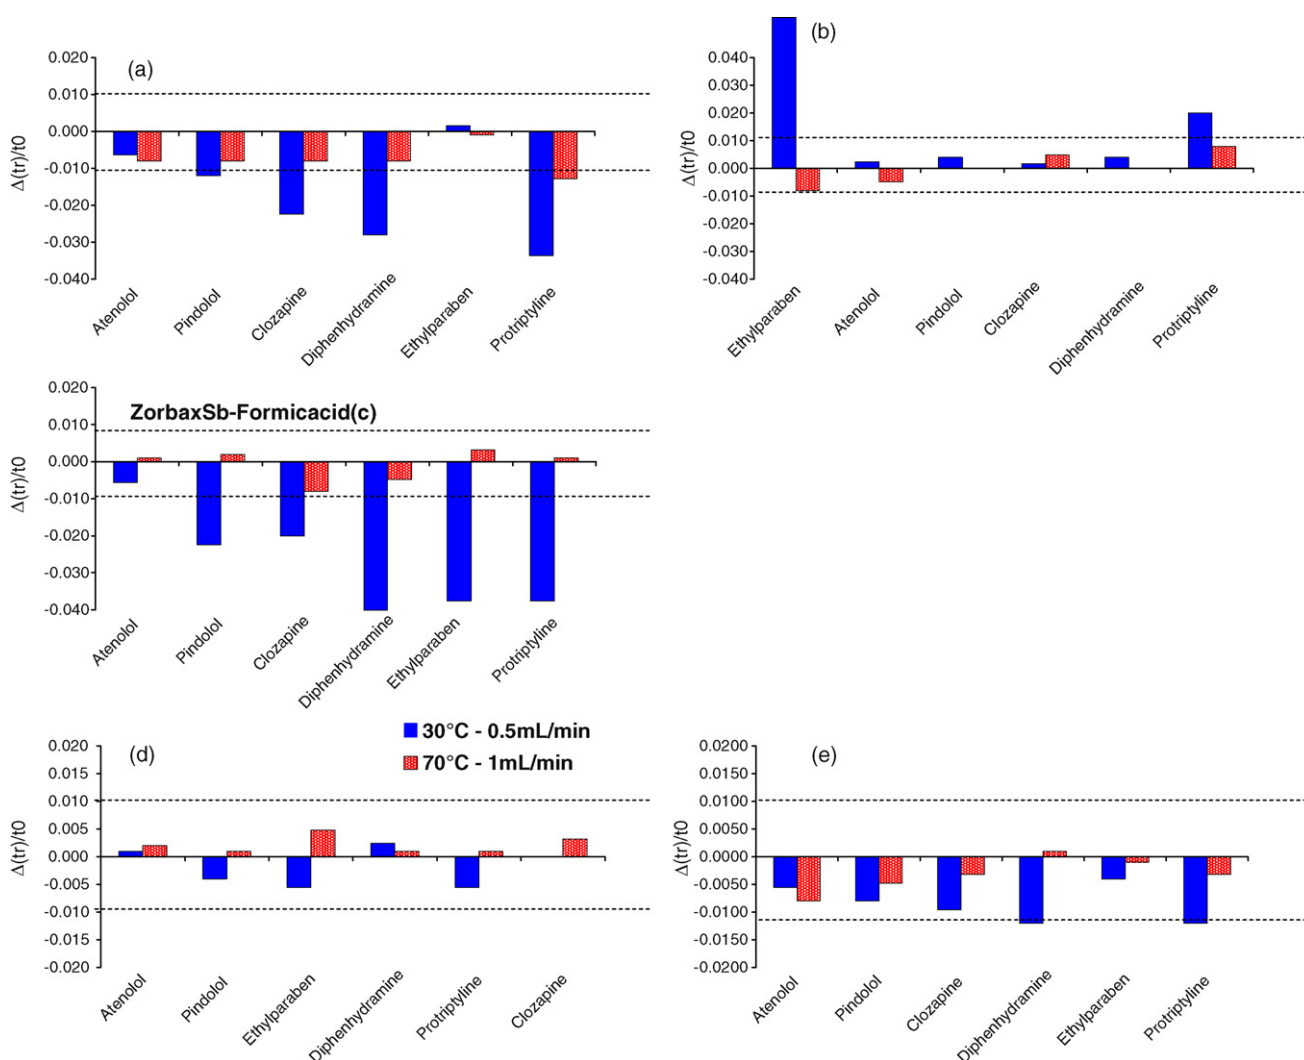 (a)
0.020
0.010
0.000
-0.010
-0.020
-0.030
-0.040
Δ(tr)/t0
Atenolol
Pindolol
Clozapine
Diphenhydramine
Ethylparaben
Protriptyline
(b)
0.040
0.020
0.010
0.000
-0.010
-0.020
-0.030
-0.040
Δ(tr)/t0
Ethylparaben
Atenolol
Pindolol
Clozapine
Diphenhydramine
Protriptyline
ZorbaxSb-Formicacid(c)
0.020
0.010
0.000
-0.010
-0.020
-0.030
-0.040
Δ(tr)/t0
Atenolol
Pindolol
Clozapine
Diphenhydramine
Ethylparaben
Protriptyline
30°C - 0.5mL/min
70°C - 1mL/min
(d)
0.020
0.015
0.010
0.005
0.000
-0.005
-0.010
-0.015
-0.020
Δ(tr)/t0
Atenolol
Pindolol
Ethylparaben
Diphenhydramine
Protriptyline
Clozapine
(e)
0.0200
0.0150
0.0100
0.0050
0.0000
-0.0050
-0.0100
-0.0150
-0.0200
Δ(tr)/t0
Atenolol
Pindolol
Clozapine
Diphenhydramine
Ethylparaben
Protriptyline